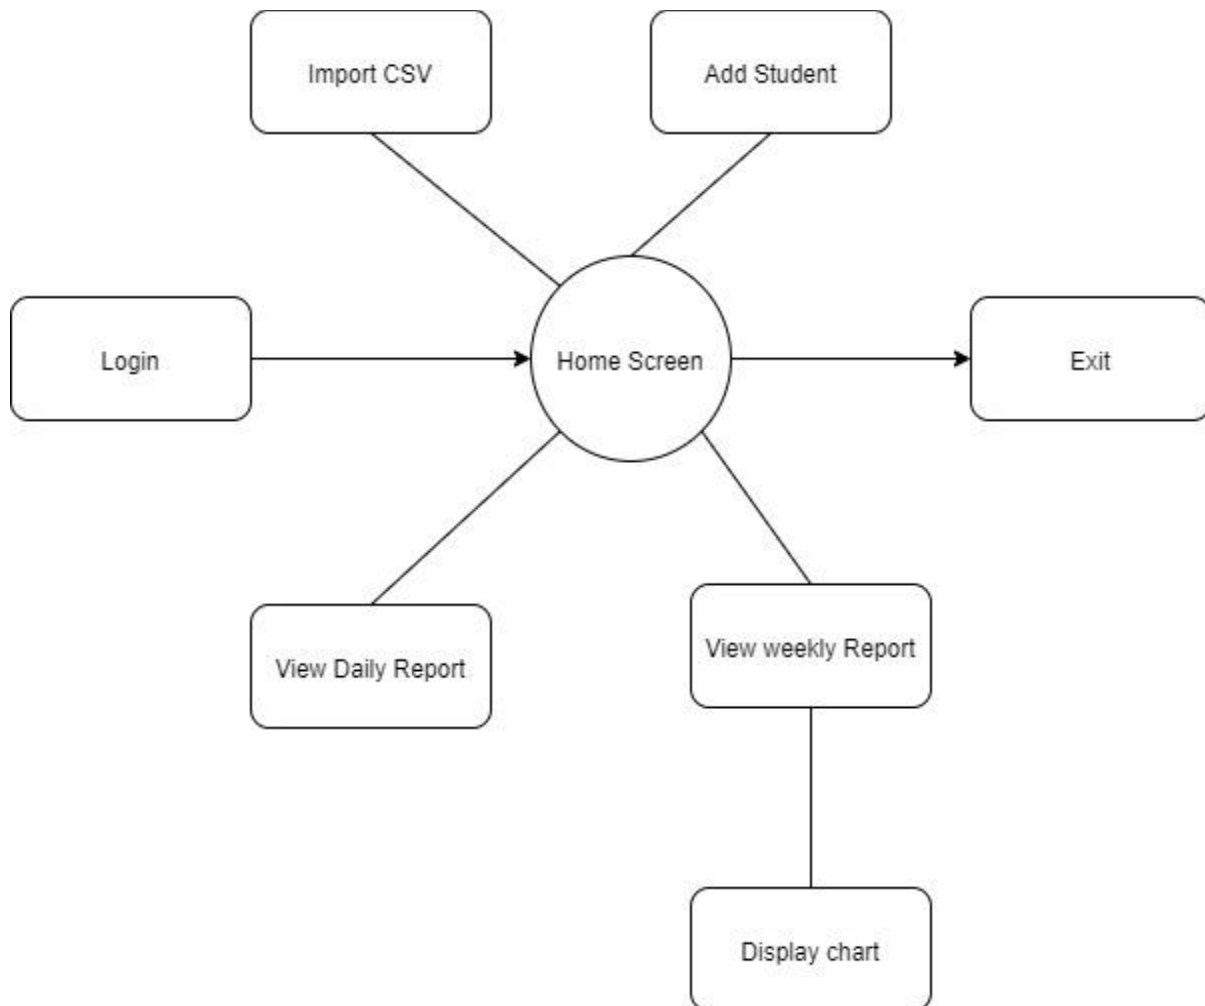 Import CSV
Add Student
Login
Home Screen
Exit
View Daily Report
View weekly Report
Display chart